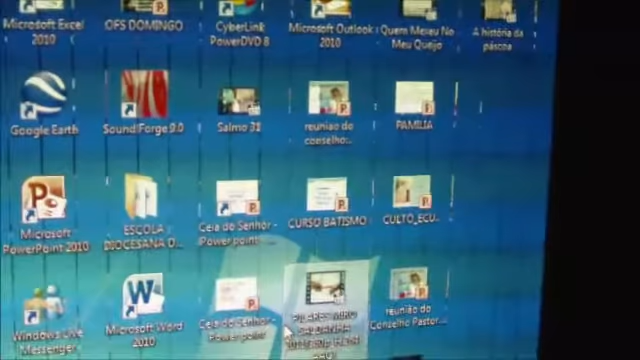 Microsoft Excel
2010
OFS DOMINGO
CyberLink
PowerDVD 8
Microsoft Outlook
2010
Quem Mexeu No
Meu Queijo
A história da
páscoa
Google Earth
Sound Forge 9.0
Salmo 31
reunião do
conselho...
FAMILIA
Microsoft
PowerPoint 2010
ESCOLA
DIOCESANA D...
Ceia do Senhor -
Power point
CURSO BATISMO
CULTO_ECU...
Windows Live
Messenger
Microsoft Word
2010
Ceia do Senhor -
Power point
PILARES MIRO
SALDANHA
reunião do
Conselho Pastor...